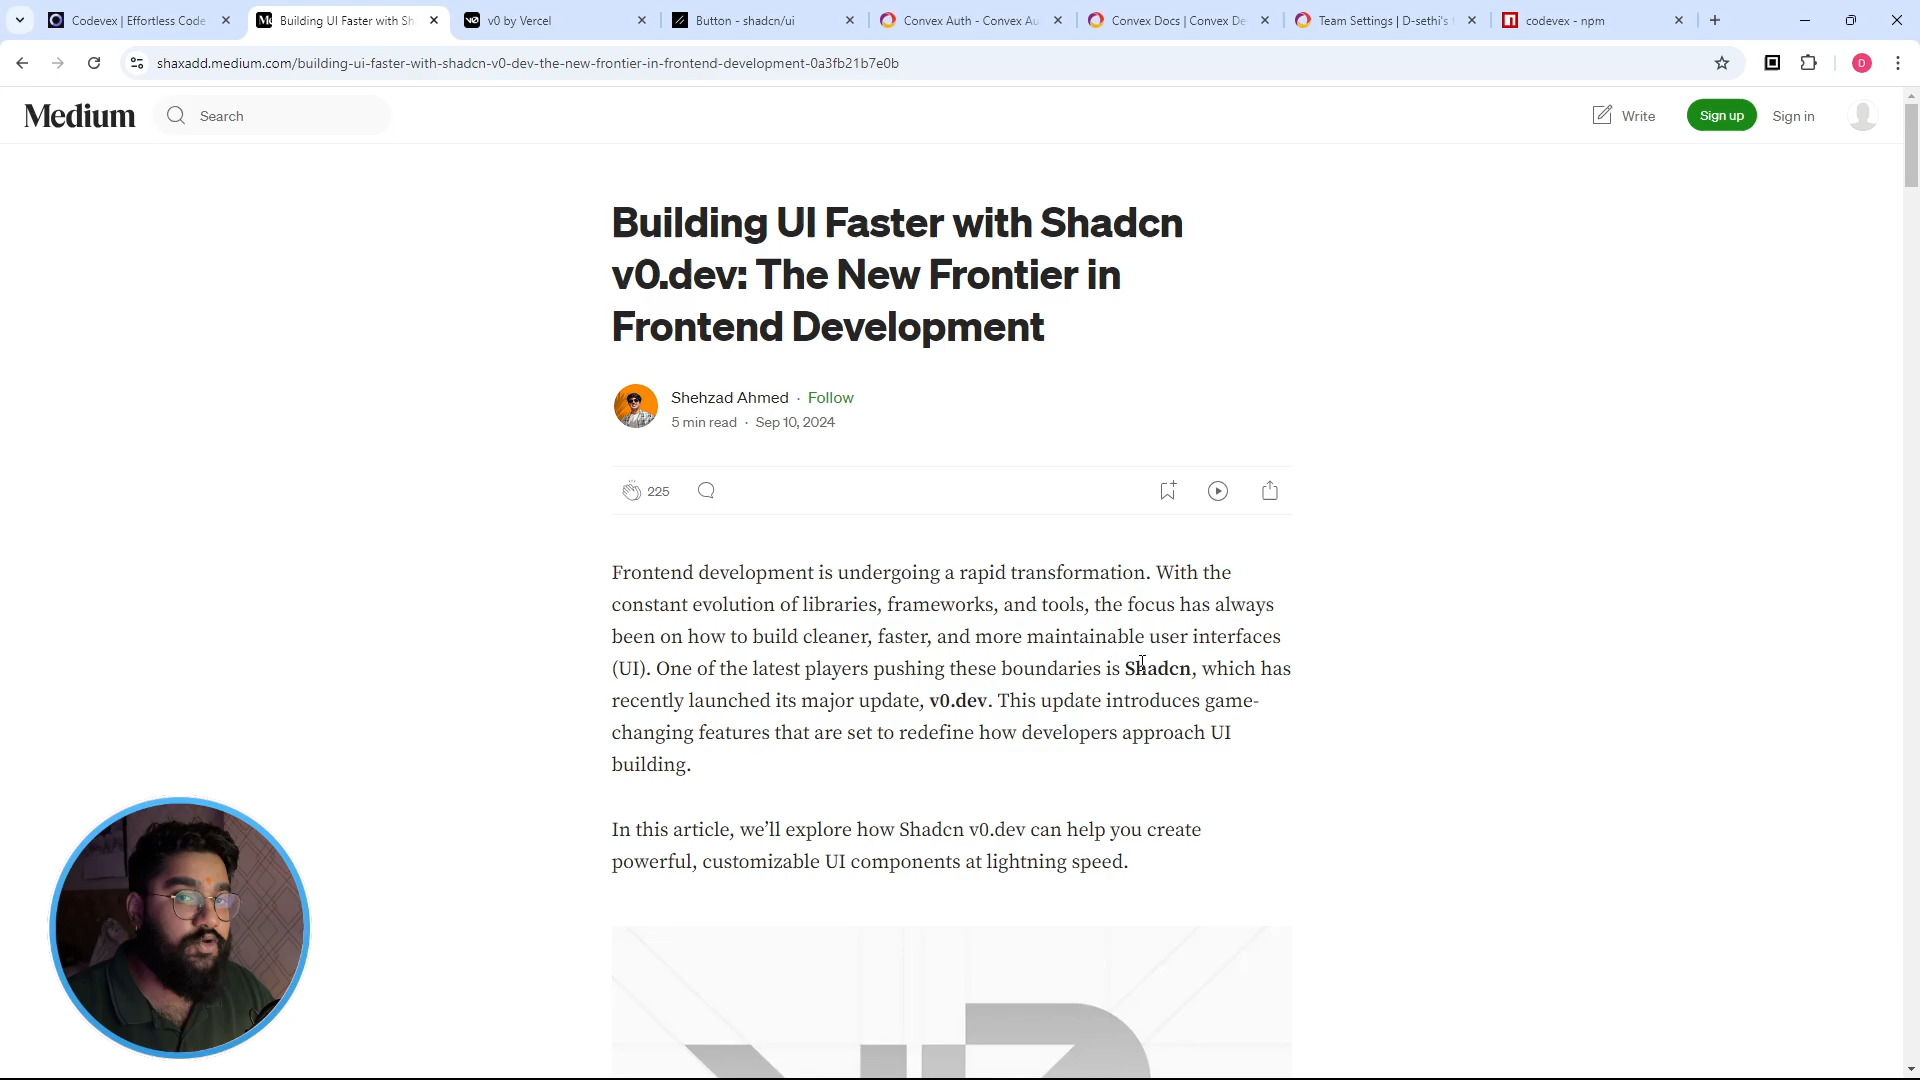 Codevex | Effortless Code
Building UI Faster with Sh
v0 by Vercel
Button - shadcn/ui
Convex Auth - Convex Au
Convex Docs | Convex De
Team Settings | D-sethi's
codevex - npm
shaxadd.medium.com/building-ui-faster-with-shadcn-v0-dev-the-new-frontier-in-frontend-development-0a3fb21b7e0b
D
Medium
Search
Write
Sign up
Sign in
Building UI Faster with Shadcn
v0.dev: The New Frontier in
Frontend Development
Shehzad Ahmed · Follow
5 min read · Sep 10, 2024
225
Frontend development is undergoing a rapid transformation. With the
constant evolution of libraries, frameworks, and tools, the focus has always
been on how to build cleaner, faster, and more maintainable user interfaces
(UI). One of the latest players pushing these boundaries is Shadcn, which has
recently launched its major update, v0.dev. This update introduces game-
changing features that are set to redefine how developers approach UI
building.
In this article, we’ll explore how Shadcn v0.dev can help you create
powerful, customizable UI components at lightning speed.